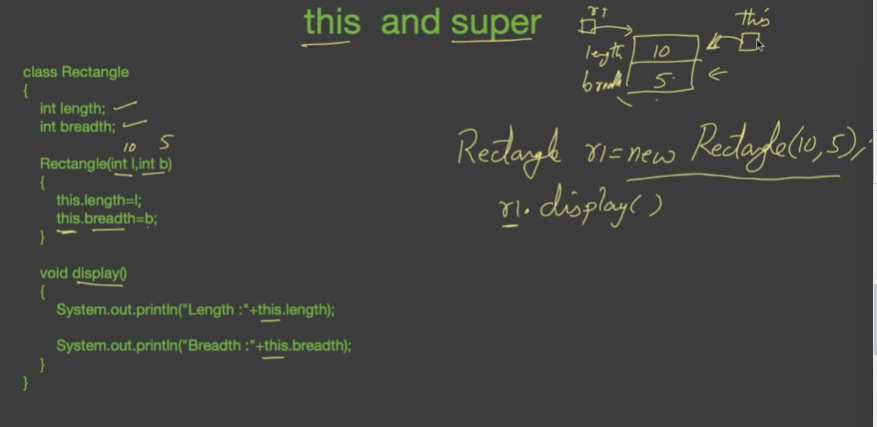 this and super
class Rectangle
{
int length;
int breadth;
10 5
Rectangle(int l,int b)
{
this.length=l;
this.breadth=b;
}
void display()
{
System.out.println("Length :"+this.length);
System.out.println("Breadth :"+this.breadth);
}
}
r1
this
length 10
5
Rectangle r1=new Rectagle(10,5);
r1.display()